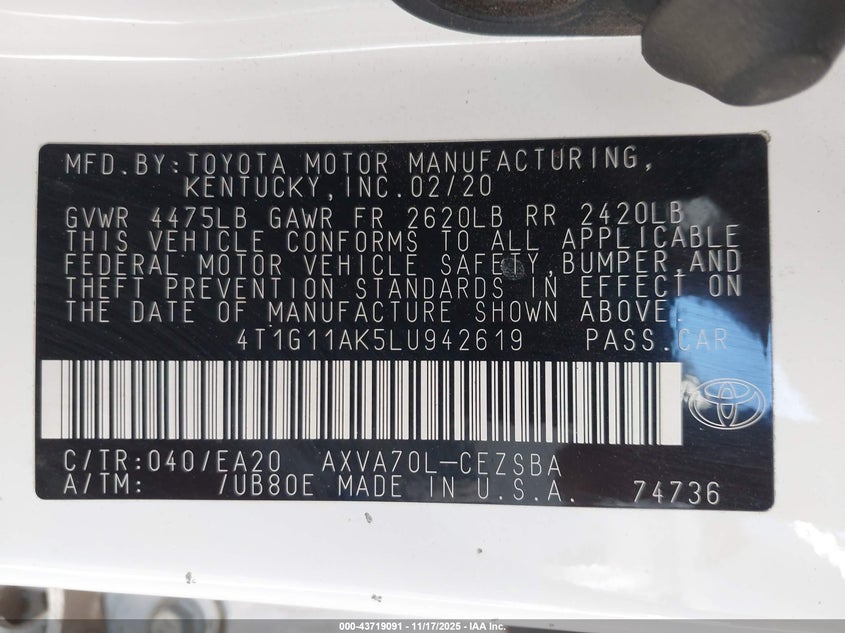 MFD.BY:TOYOTA MOTOR MANUFACTURING,
KENTUCKY,INC.02/20
GVWR 4475LB GAWR FR 2620LB RR 2420LB
THIS VEHICLE CONFORMS TO ALL APPLICABLE
FEDERAL MOTOR VEHICLE SAFETY,BUMPER,AND
THEFT PREVENTION STANDARDS IN EFFECT ON
THE DATE OF MANUFACTURE SHOWN ABOVE.
4T1G11AK5LU942619 PASS.CAR
C/TR:040/EA20 AXVA70L-CEZSBA
A/TM: /UB80E MADE IN U.S.A. 74736
000-43719091 - 11/17/2025 - IAA Inc.